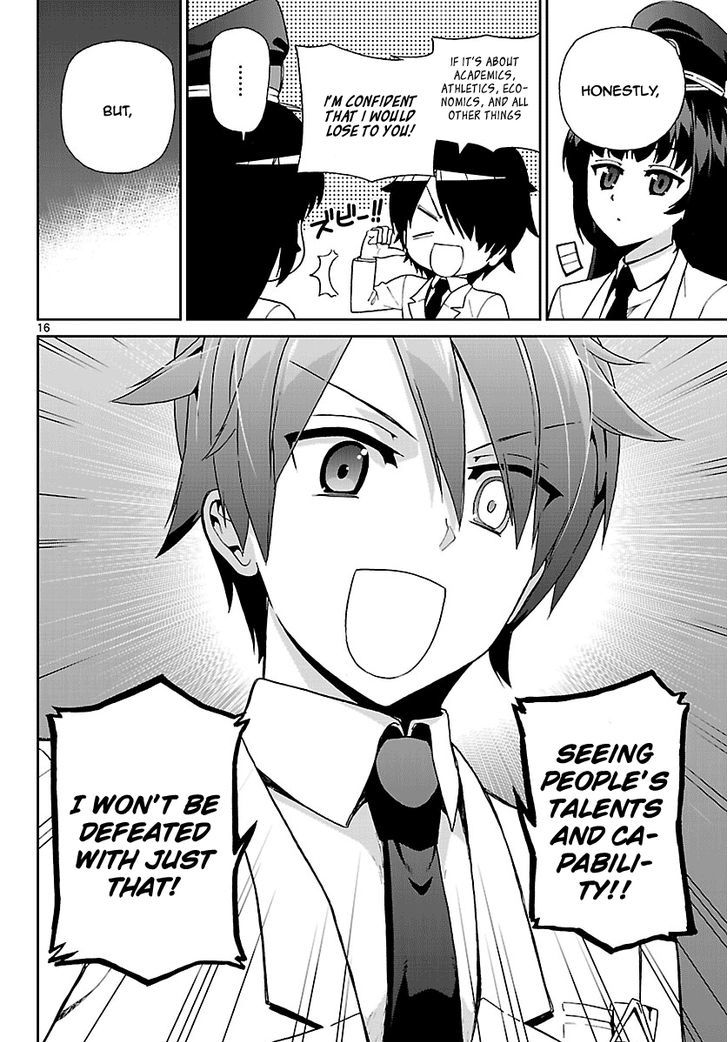 HONESTLY,
IF IT'S ABOUT
ACADEMICS,
ATHLETICS, ECO-
NOMICS, AND ALL
OTHER THINGS
I'M CONFIDENT
THAT I WOULD
LOSE TO YOU!
ズビー!!
......
BUT,
16
SEEING
PEOPLE'S
TALENTS
AND CA-
PABILI-
TY!!
I WON'T BE
DEFEATED
WITH JUST
THAT!